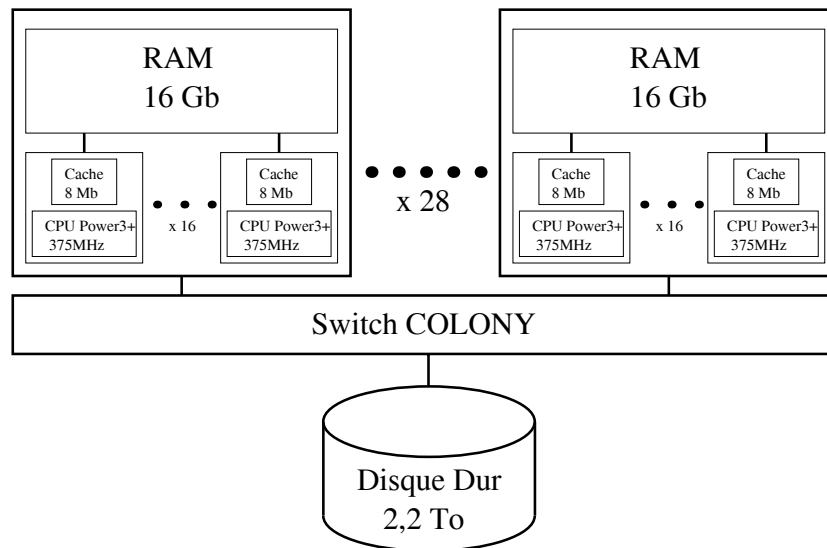 RAM
16 Gb
RAM
16 Gb
Cache
8 Mb
Cache
8 Mb
Cache
8 Mb
Cache
8 Mb
x 28
x 16
x 16
CPU Power3+
375MHz
CPU Power3+
375MHz
CPU Power3+
375MHz
CPU Power3+
375MHz
Switch COLONY
Disque Dur
2,2 To